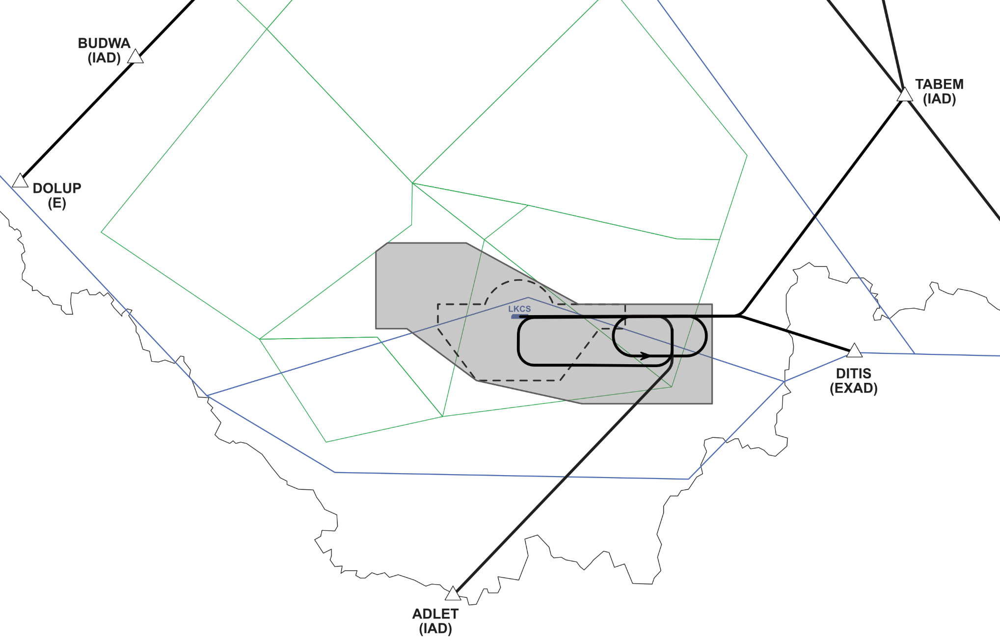 BUDWA
(IAD)
TABEM
(IAD)
DOLUP
(E)
LKCS
DITIS
(EXAD)
ADLET
(IAD)